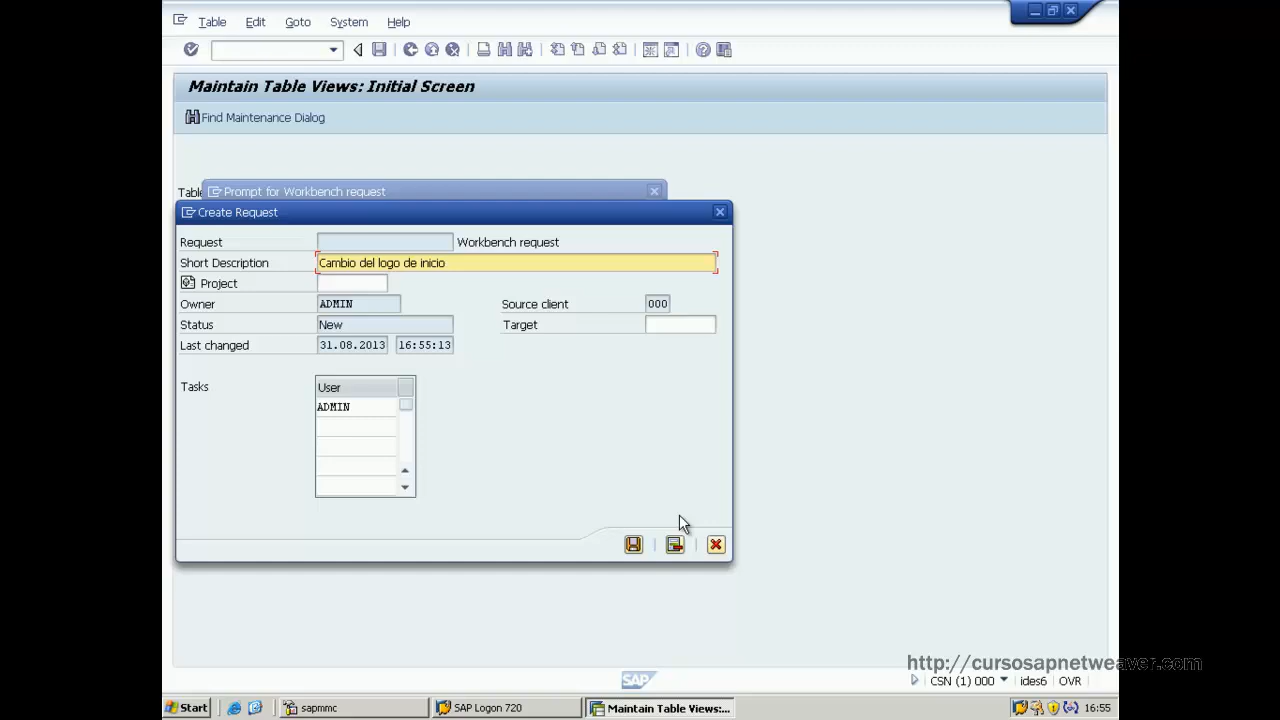 Table Edit Goto System Help
Maintain Table Views: Initial Screen
Find Maintenance Dialog
Prompt for Workbench request
Create Request
Request Workbench request
Short Description Cambio del logo de inicio
Project
Owner ADMIN Source client 000
Status New Target
Last changed 31.08.2013 16:55:13
Tasks User
ADMIN
http://cursosapnetweaver.com
SAP CSN (1) 000 ides6 OVR
Start sapmmc SAP Logon 720 Maintain Table Views:... 16:55